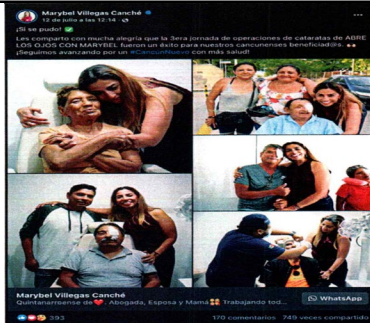 Marybel Villegas Canché
12 de julio a las 12:14
¡Si se pudo! ✅
Les comparto con mucha alegría que la 3era jornada de operaciones de cataratas de ABRE
LOS OJOS CON MARYBEL fueron un éxito para nuestros cancunenses beneficiad@s. 👀
¡Seguimos avanzando por un #CancunNuevo con más salud!
Marybel Villegas Canché
Quintanarroense de ❤️. Abogada, Esposa y Mamá 👫 Trabajando tod...
WhatsApp
393
170 comentarios 740 veces compartido